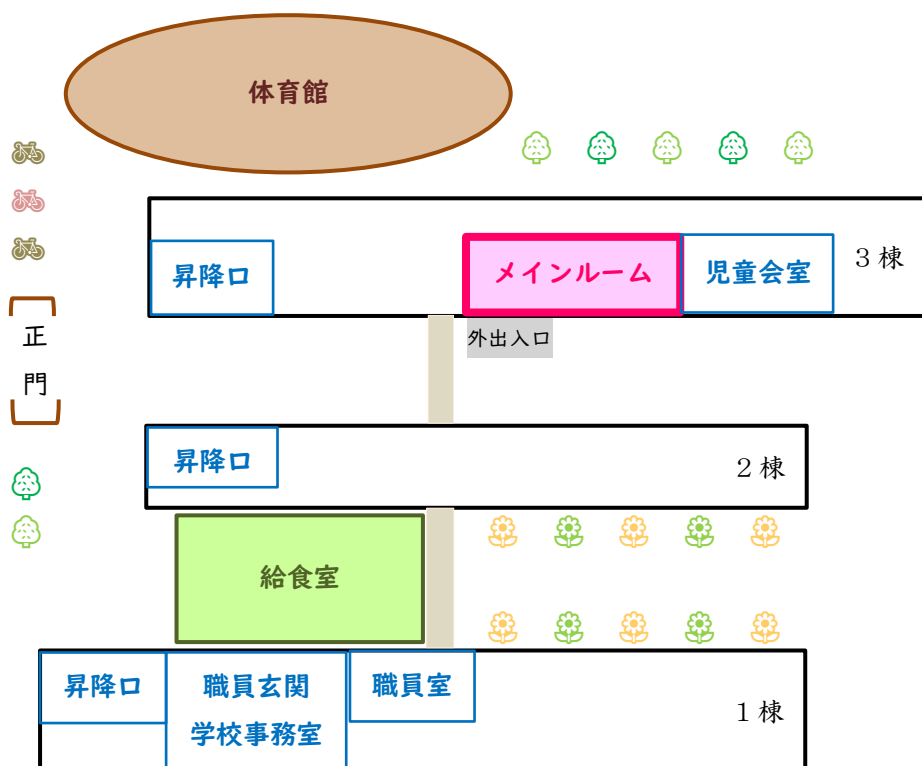 体育館
昇降口
メインルーム
児童会室
3棟
外出入口
正
門
昇降口
2棟
給食室
昇降口
職員玄関
学校事務室
職員室
1棟